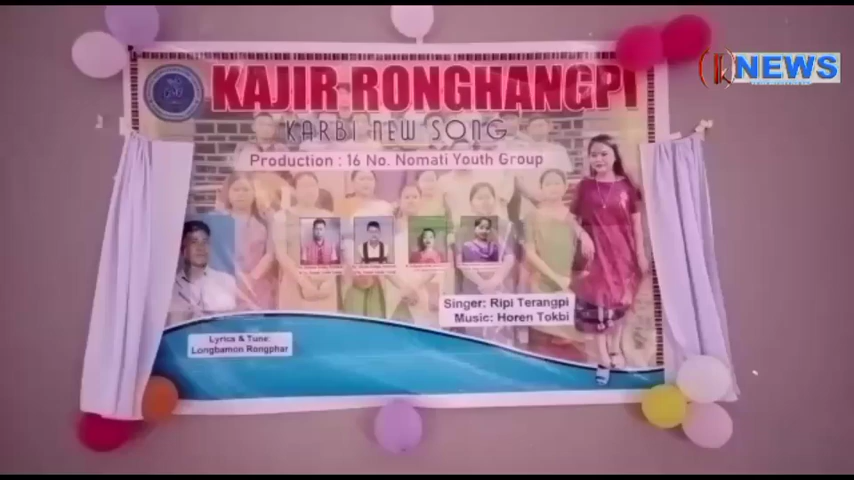 NEWS
KAJIR RONGHANGPI
KARBI NEW SONG
Production : 16 No. Nomati Youth Group
Singer: Ripi Terangpi
Music: Horen Tokbi
Lyrics & Tune:
Longbamon Rongphar